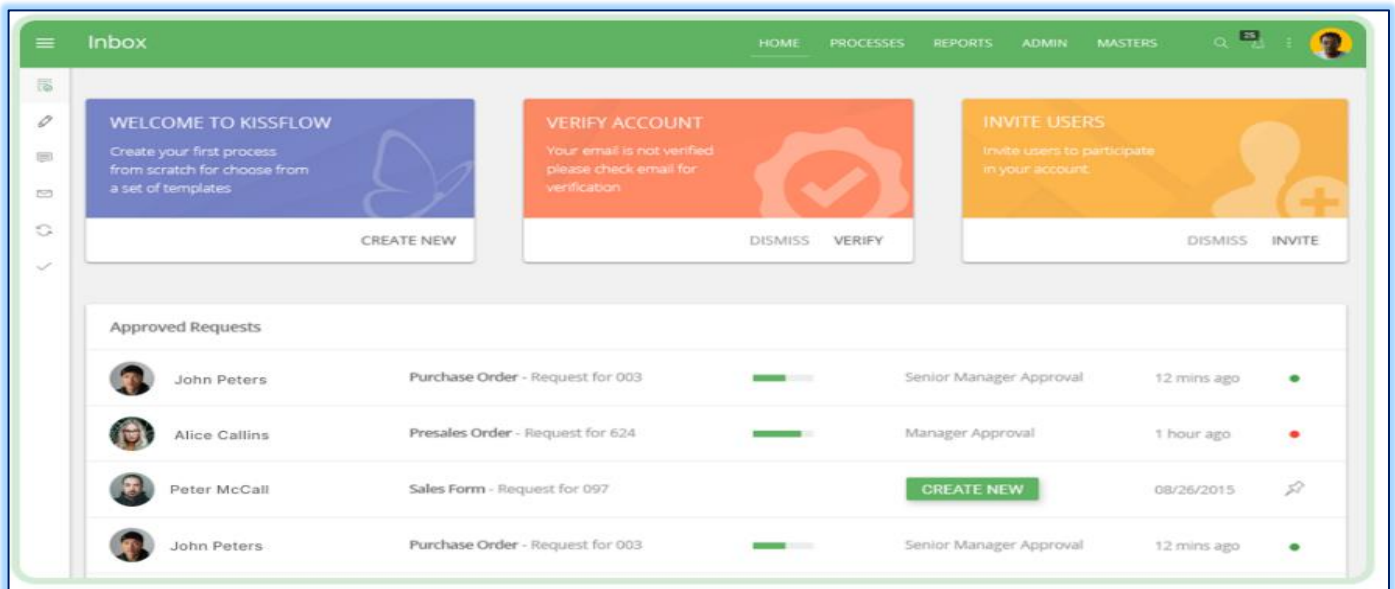 Inbox
HOME PROCESSES REPORTS ADMIN MASTERS
25
WELCOME TO KISSFLOW
Create your first process
from scratch for choose from
a set of templates
CREATE NEW
VERIFY ACCOUNT
Your email is not verified
please check email for
verification
DISMISS VERIFY
INVITE USERS
Invite users to participate
in your account.
DISMISS INVITE
Approved Requests
John Peters Purchase Order - Request for 003 Senior Manager Approval 12 mins ago
Alice Callins Presales Order - Request for 624 Manager Approval 1 hour ago
Peter McCall Sales Form - Request for 097 CREATE NEW 08/26/2015
John Peters Purchase Order - Request for 003 Senior Manager Approval 12 mins ago